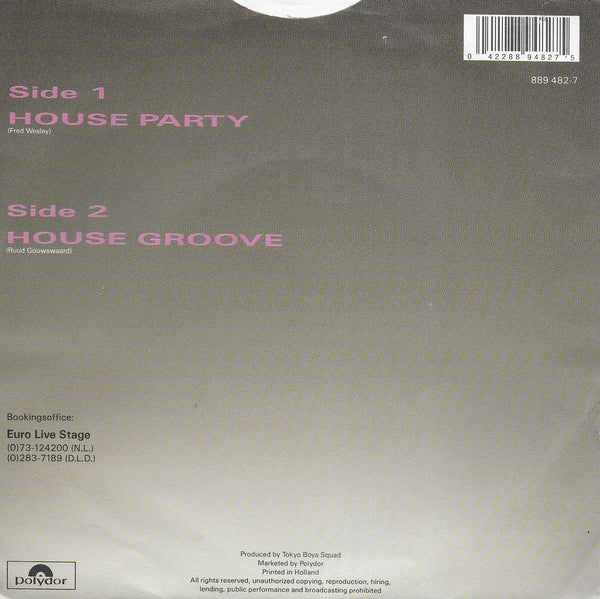 0 42288 94827 5
889 482-7
Side 1
HOUSE PARTY
(Fred Wesley)
Side 2
HOUSE GROOVE
(Ruud Gouwswaard)
Bookingsoffice:
Euro Live Stage
(0)73-124200 (N.L.)
(0)283-7189 (D.L.D.)
Produced by Tokyo Boys Squad
Marketed by Polydor
Printed in Holland
All rights reserved, unauthorized copying, reproduction, hiring,
lending, public performance and broadcasting prohibited
polydor